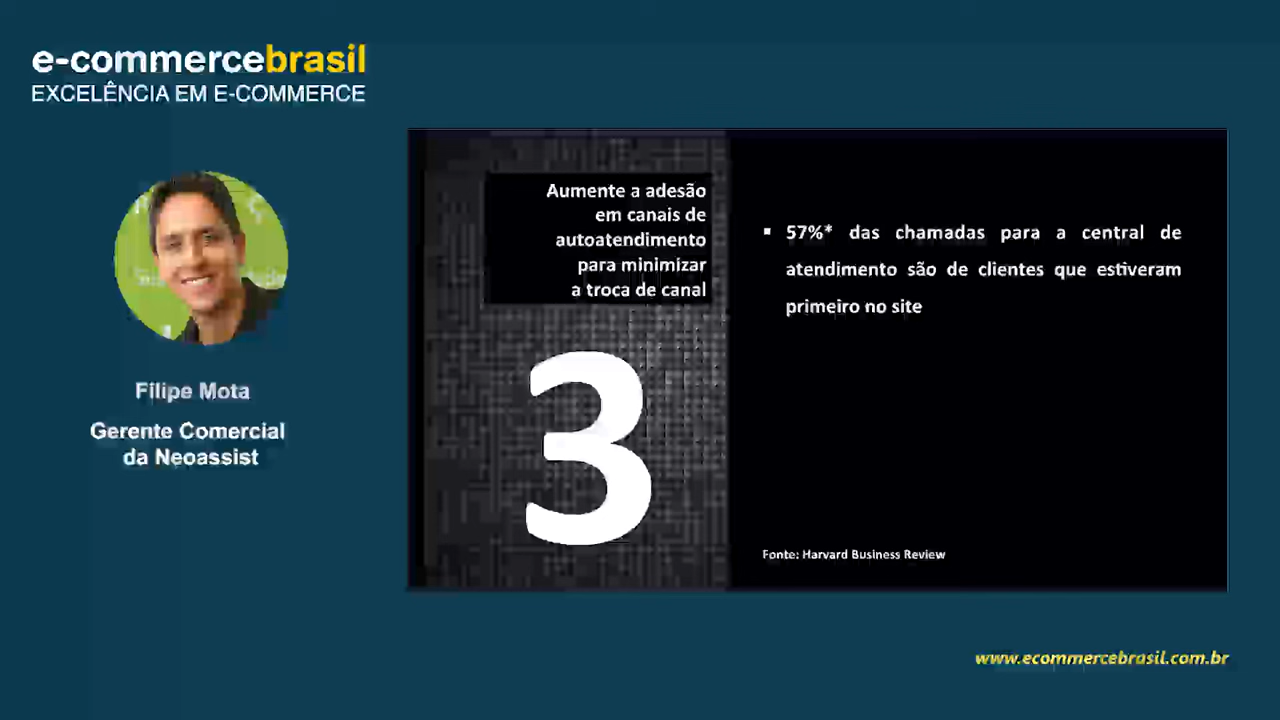 e-commercebrasil
EXCELÊNCIA EM E-COMMERCE
Filipe Mota
Gerente Comercial
da Neoassist
Aumente a adesão
em canais de
autoatendimento
para minimizar
a troca de canal
3
▪ 57%* das chamadas para a central de
atendimento são de clientes que estiveram
primeiro no site
Fonte: Harvard Business Review
www.ecommercebrasil.com.br